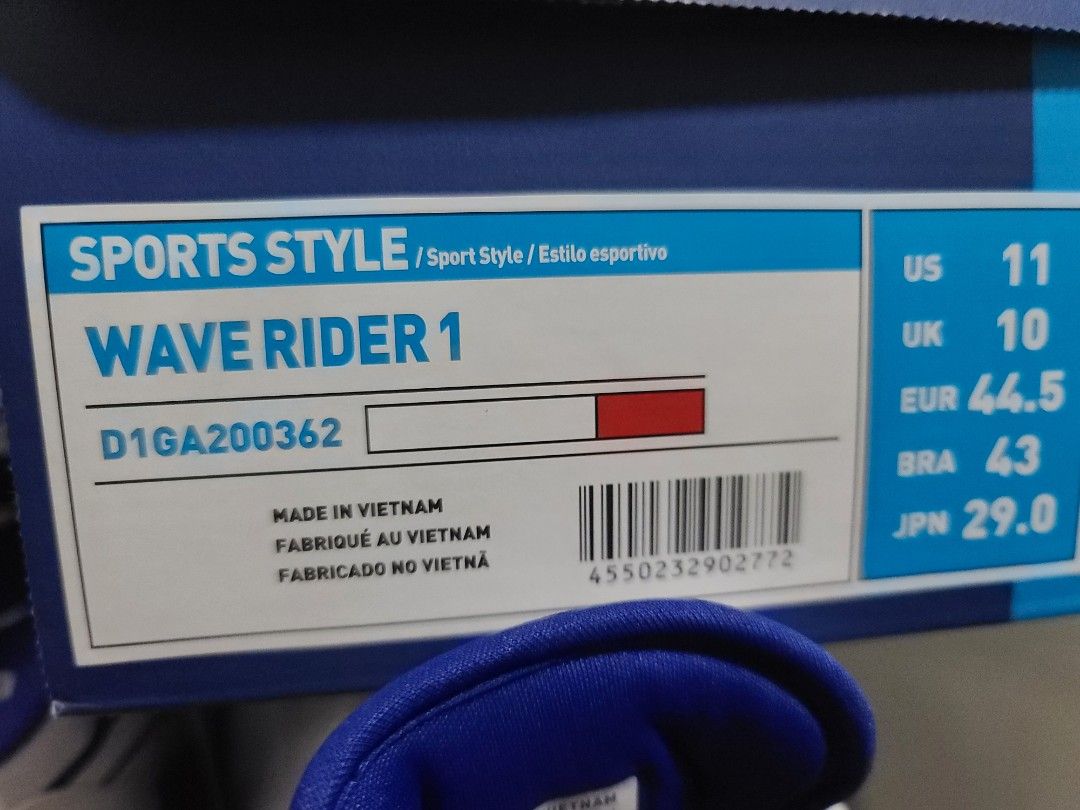 SPORTS STYLE / Sport Style / Estilo esportivo
WAVE RIDER 1
D1GA200362
MADE IN VIETNAM
FABRIQUÉ AU VIETNAM
FABRICADO NO VIETNÃ
4550232902772
US 11
UK 10
EUR 44.5
BRA 43
JPN 29.0
VIETNAM